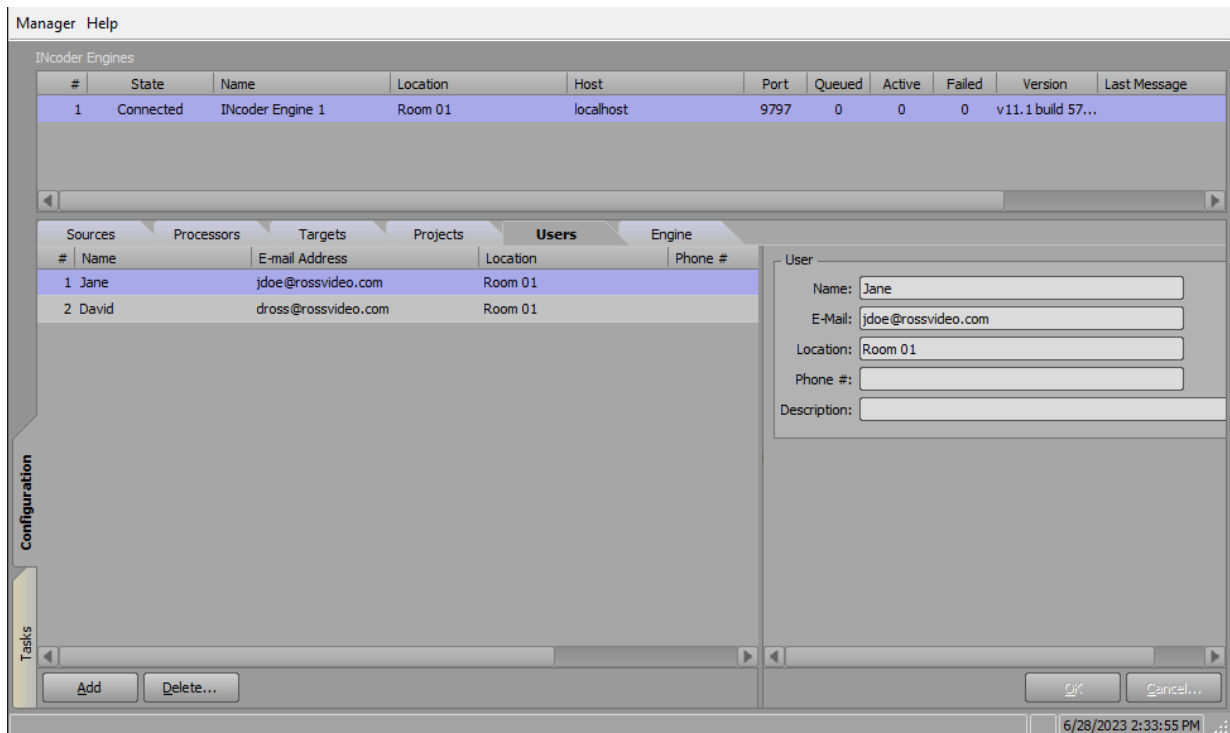 Manager Help
INcoder Engines
# State Name Location Host Port Queued Active Failed Version Last Message
1 Connected INcoder Engine 1 Room 01 localhost 9797 0 0 0 v11.1 build 57...
Sources Processors Targets Projects Users Engine
# Name E-mail Address Location Phone #
1 Jane jdoe@rossvideo.com Room 01
2 David dross@rossvideo.com Room 01
User
Name: Jane
E-Mail: jdoe@rossvideo.com
Location: Room 01
Phone #:
Description:
Configuration
Tasks
Add Delete...
OK Cancel...
6/28/2023 2:33:55 PM